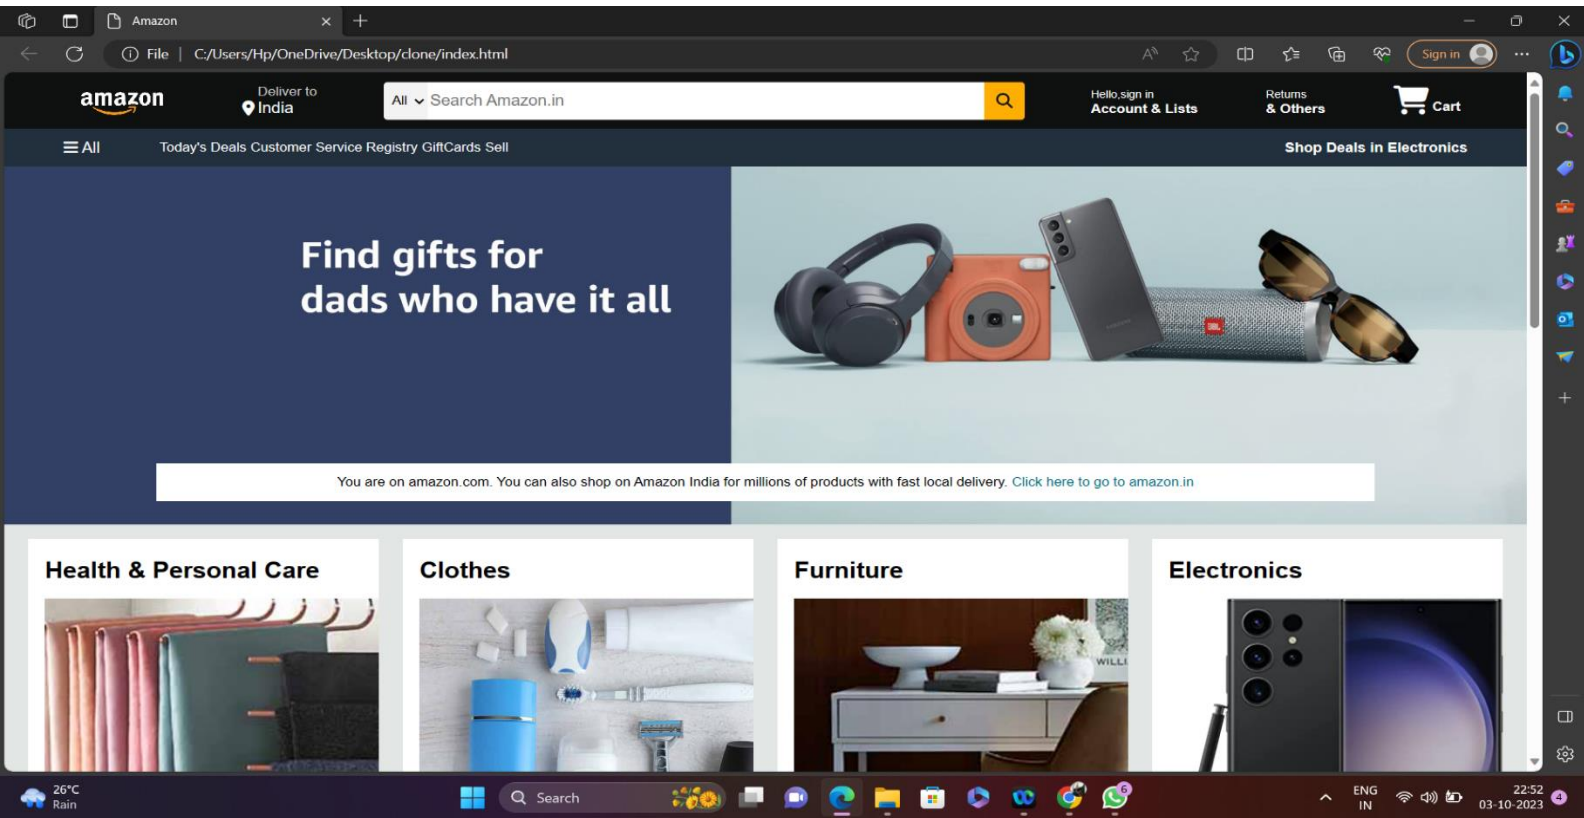 Amazon
File | C:/Users/Hp/OneDrive/Desktop/clone/index.html
Sign in
amazon
Deliver to
India
All Search Amazon.in
Hello,sign in
Account & Lists
Returns
& Others
Cart
All
Today's Deals Customer Service Registry GiftCards Sell
Shop Deals in Electronics
Find gifts for
dads who have it all
You are on amazon.com. You can also shop on Amazon India for millions of products with fast local delivery. Click here to go to amazon.in
Health & Personal Care
Clothes
Furniture
Electronics
WILLI
26°C
Rain
Search
6
ENG
IN
22:52
03-10-2023
4